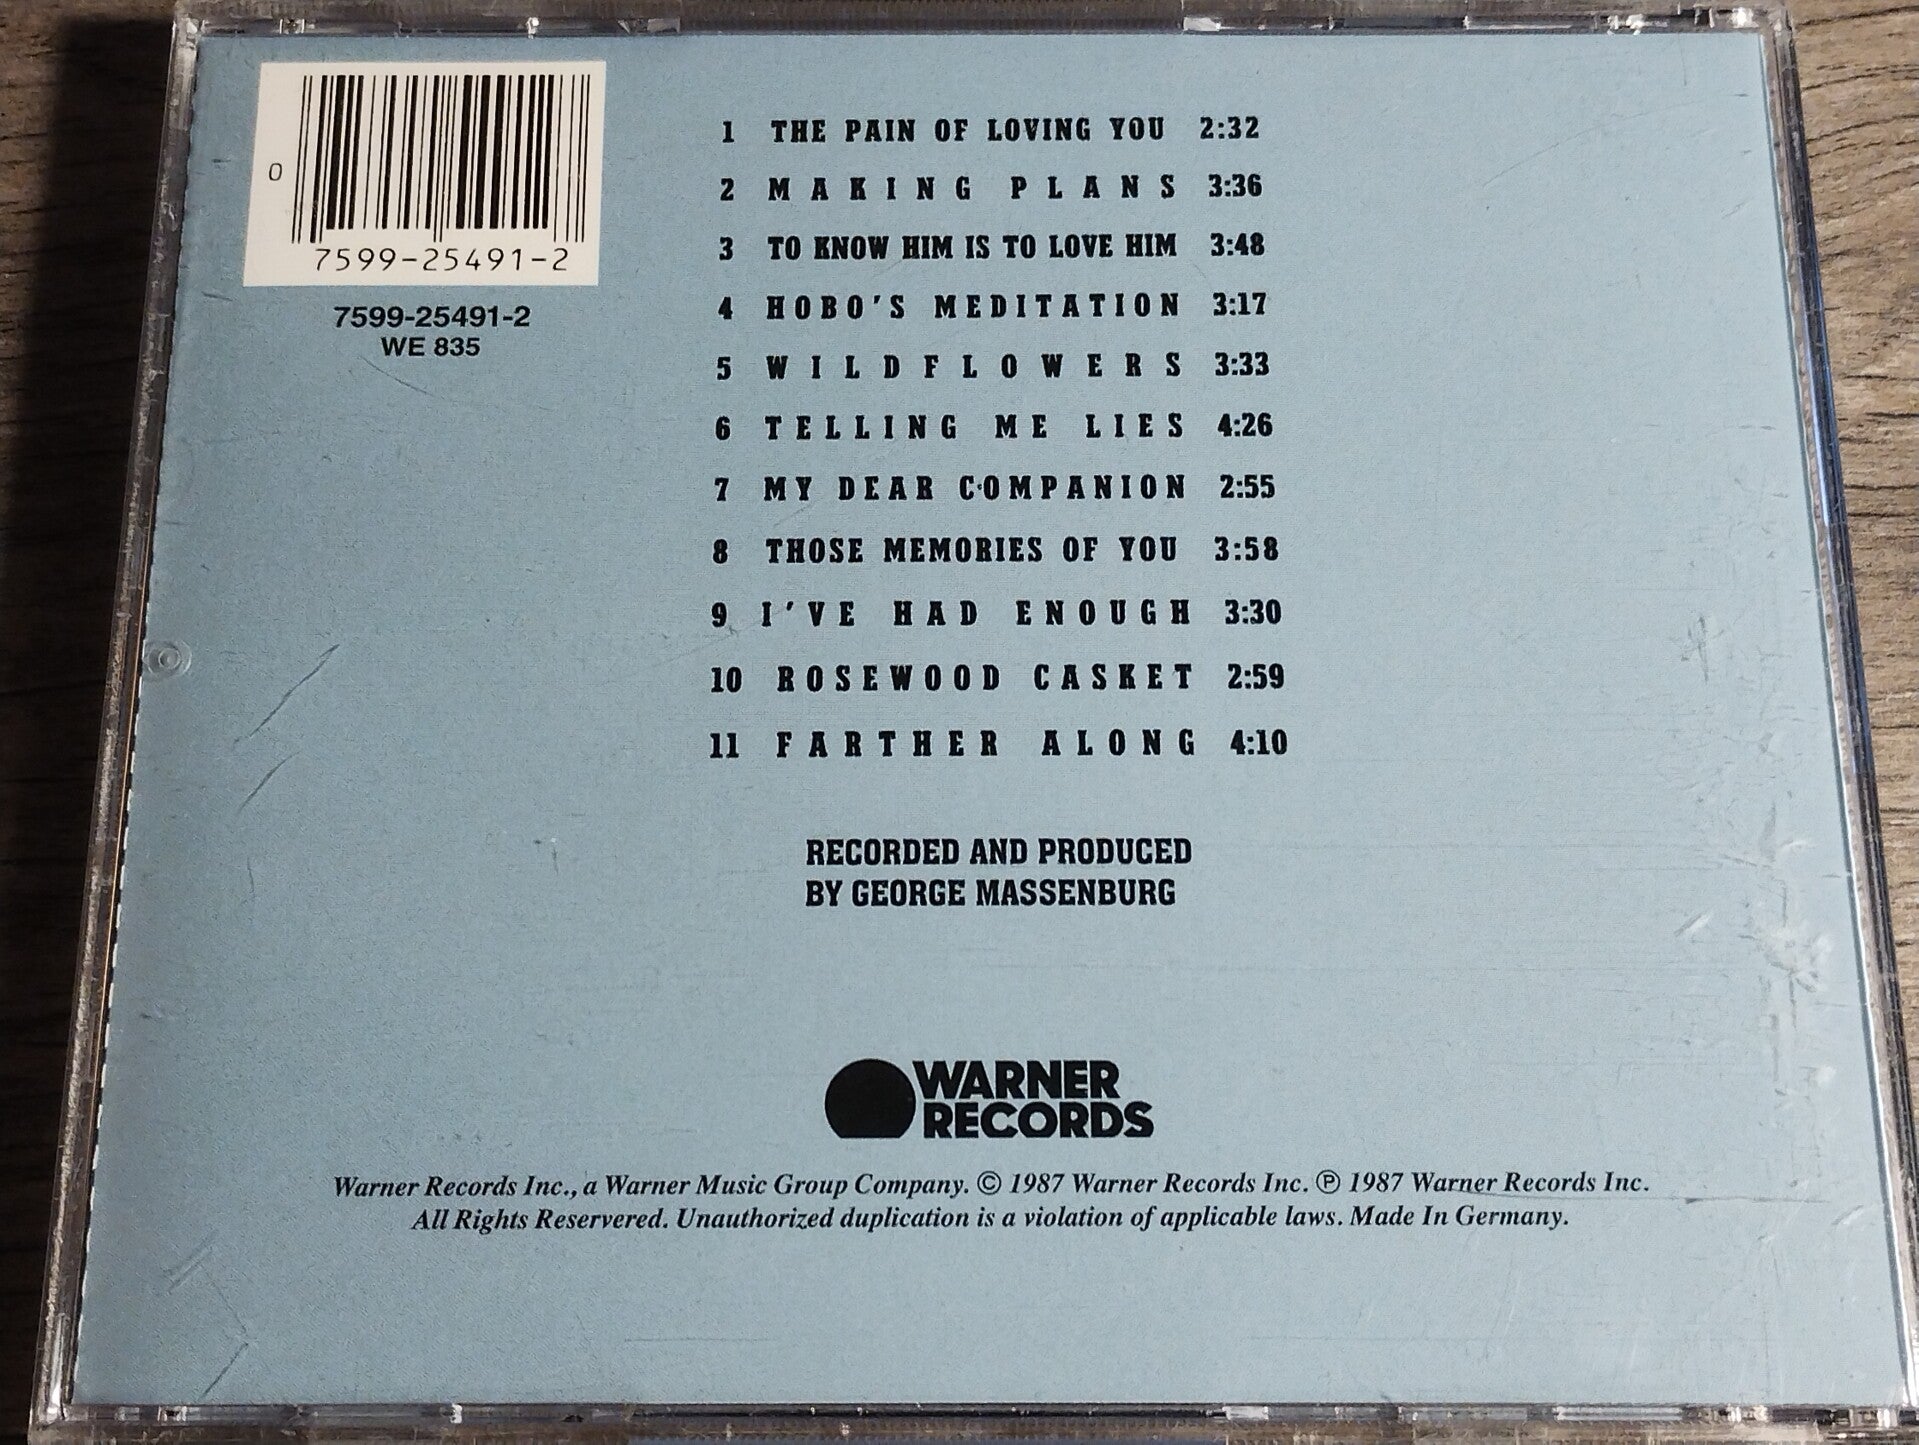 0
7599-25491-2
7599-25491-2
WE 835
1 THE PAIN OF LOVING YOU 2:32
2 MAKING PLANS 3:36
3 TO KNOW HIM IS TO LOVE HIM 3:48
4 HOBO'S MEDITATION 3:17
5 WILDFLOWERS 3:33
6 TELLING ME LIES 4:26
7 MY DEAR COMPANION 2:55
8 THOSE MEMORIES OF YOU 3:58
9 I'VE HAD ENOUGH 3:30
10 ROSEWOOD CASKET 2:59
11 FARTHER ALONG 4:10
RECORDED AND PRODUCED
BY GEORGE MASSENBURG
WARNER
RECORDS
Warner Records Inc., a Warner Music Group Company. © 1987 Warner Records Inc. ℗ 1987 Warner Records Inc.
All Rights Reservered. Unauthorized duplication is a violation of applicable laws. Made In Germany.